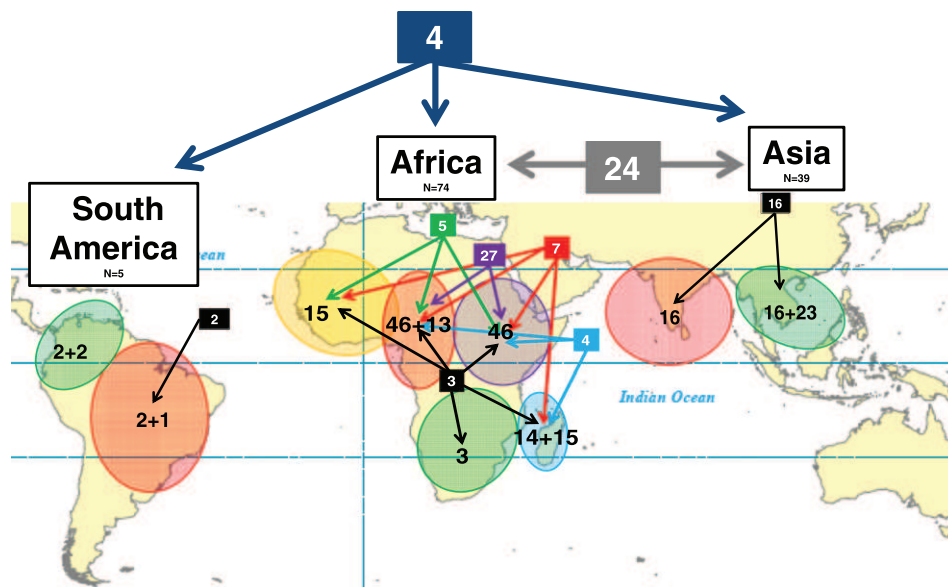 4
Africa
N=74
24
Asia
N=39
South
America
N=5
ean
16
5
27
7
15
46+13
46
16
16+23
2
2+2
4
3
Indian Ocean
2+1
14+15
3